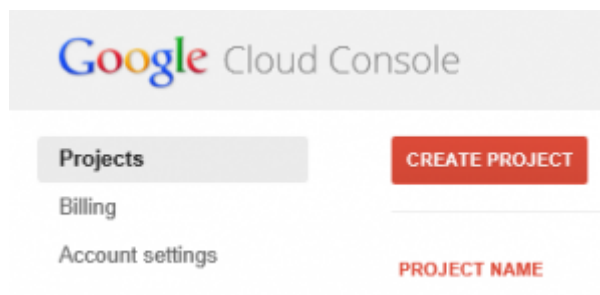 Google Cloud Console
Projects
CREATE PROJECT
Billing
Account settings
PROJECT NAME